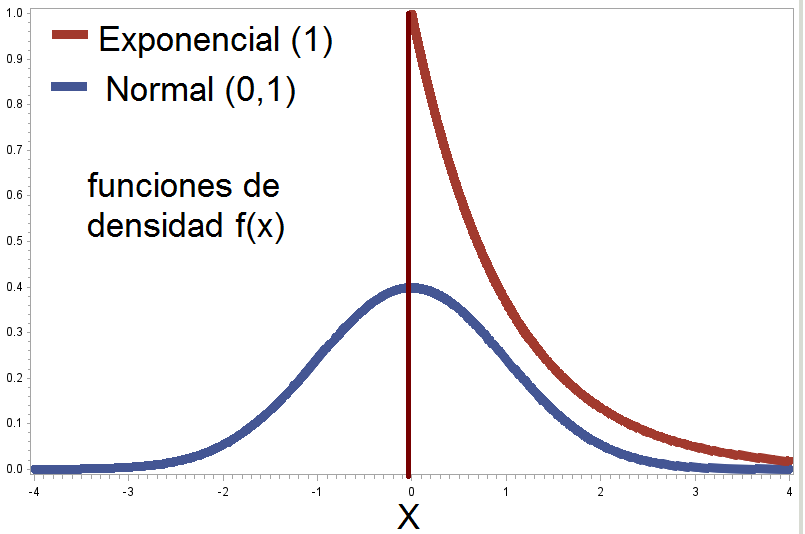 1.0
0.9
0.8
0.7
0.6
0.5
0.4
0.3
0.2
0.1
0.0
Exponencial (1)
Normal (0,1)
funciones de
densidad f(x)
-4 -3 -2 -1 0 1 2 3 4
X